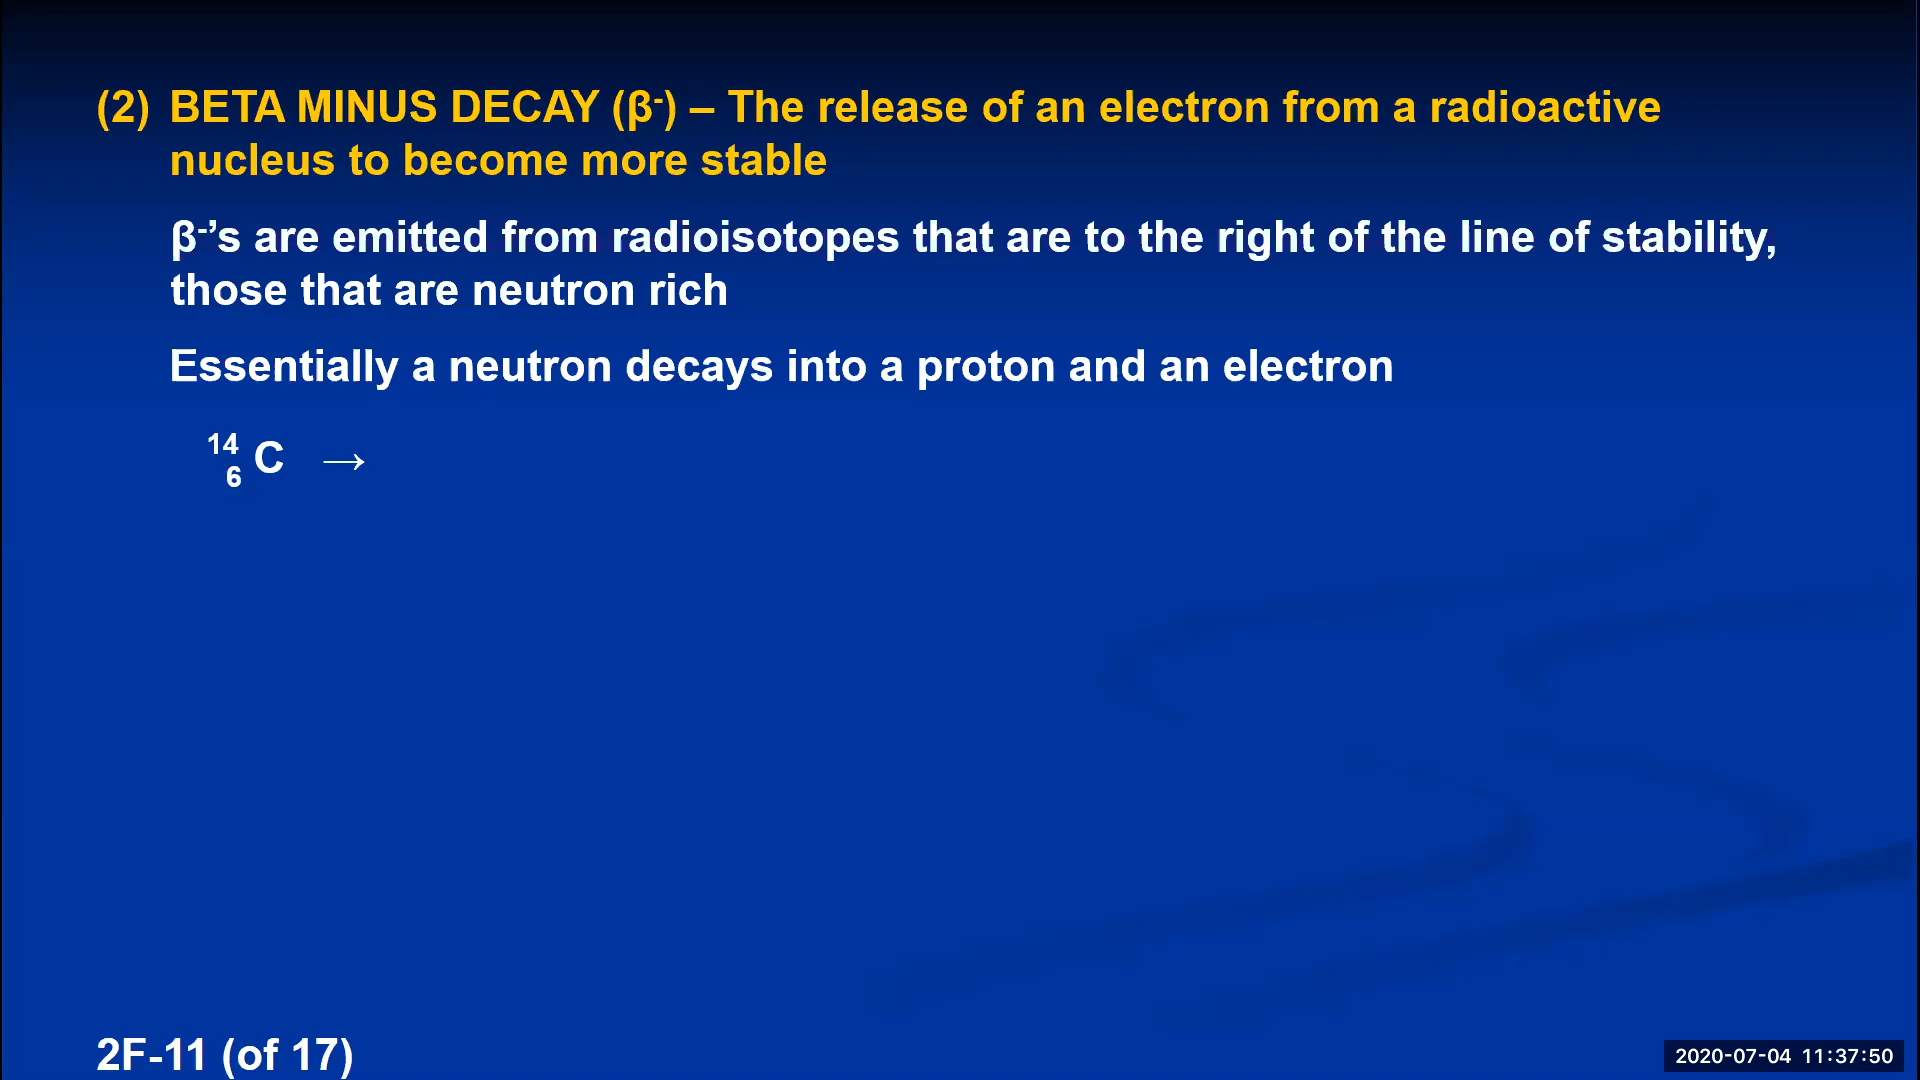 (2) BETA MINUS DECAY (β⁻) – The release of an electron from a radioactive
nucleus to become more stable
β⁻’s are emitted from radioisotopes that are to the right of the line of stability,
those that are neutron rich
Essentially a neutron decays into a proton and an electron
¹⁴₆ C →
2F-11 (of 17)
2020-07-04 11:37:50